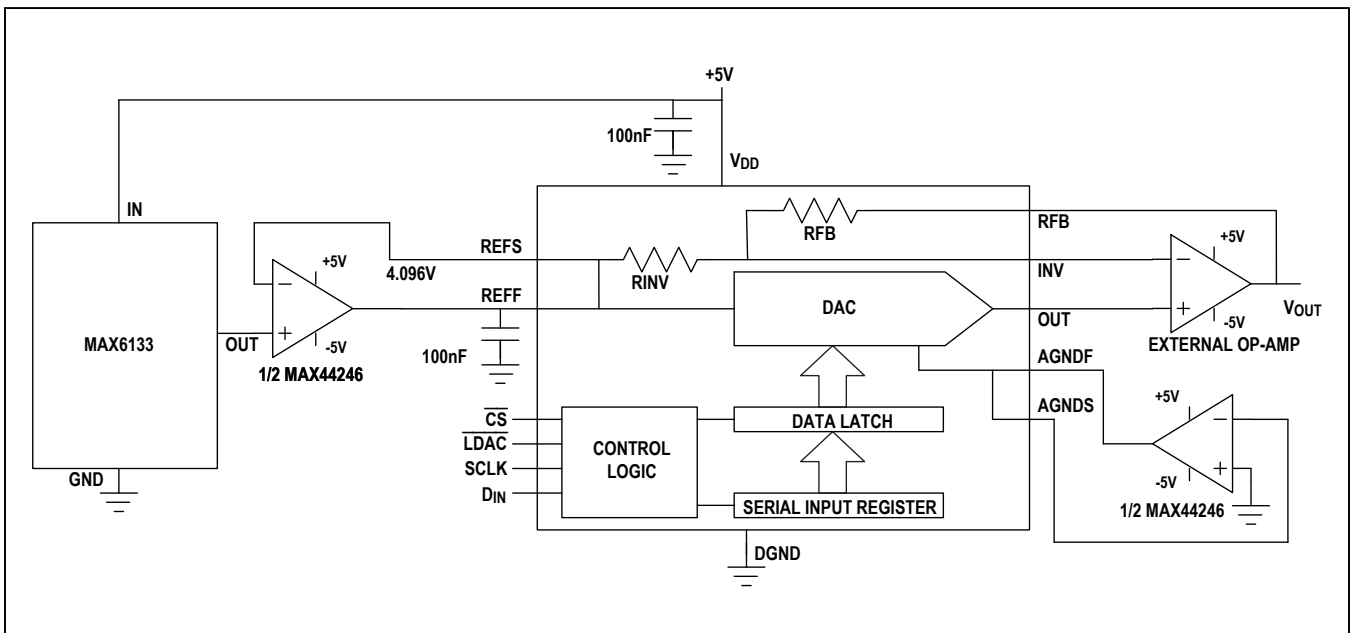 +5V
100nF
VDD
IN
RFB
RFB
REFS
+5V
4.096V
RINV
INV
+5V
REFF
DAC
MAX6133
OUT
-5V
OUT
-5V
VOUT
100nF
EXTERNAL OP-AMP
1/2 MAX44246
AGNDF
+5V
AGNDS
CS
DATA LATCH
LDAC
CONTROL
LOGIC
SCLK
-5V
GND
DIN
SERIAL INPUT REGISTER
1/2 MAX44246
DGND